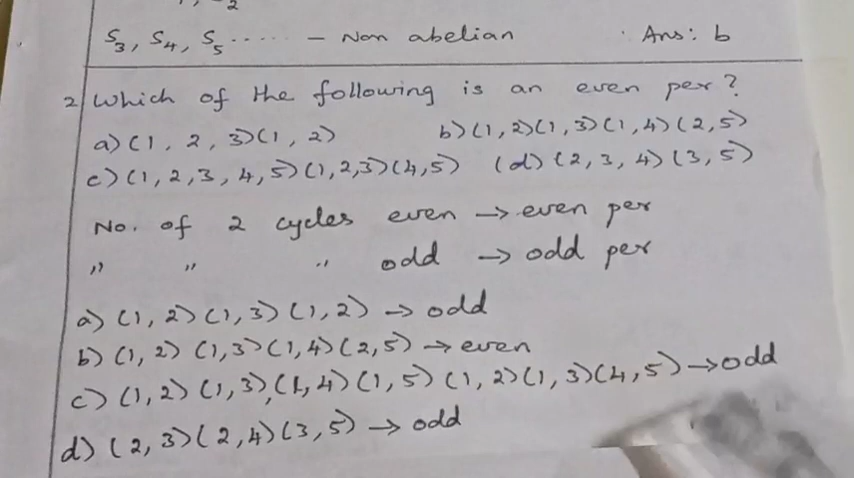 S3, S4, S5 ..... - Non abelian Ans: b
2 Which of the following is an even per?
a) (1, 2, 3)(1, 2) b) (1,2)(1,3)(1,4)(2,5)
c) (1,2,3,4,5)(1,2,3)(4,5) (d) (2,3,4)(3,5)
No. of 2 cycles even → even per
" " " odd → odd per
a) (1,2)(1,3)(1,2) → odd
b) (1,2)(1,3)(1,4)(2,5) → even
c) (1,2)(1,3),(1,4)(1,5)(1,2)(1,3)(4,5) → odd
d) (2,3)(2,4)(3,5) → odd